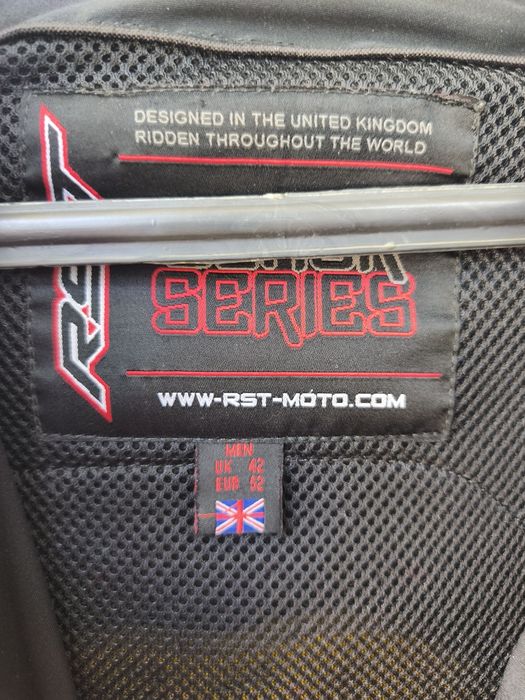 DESIGNED IN THE UNITED KINGDOM
RIDDEN THROUGHOUT THE WORLD
SERIES
WWW-RST-MOTO.COM
MEN
UK 42
EUR 52